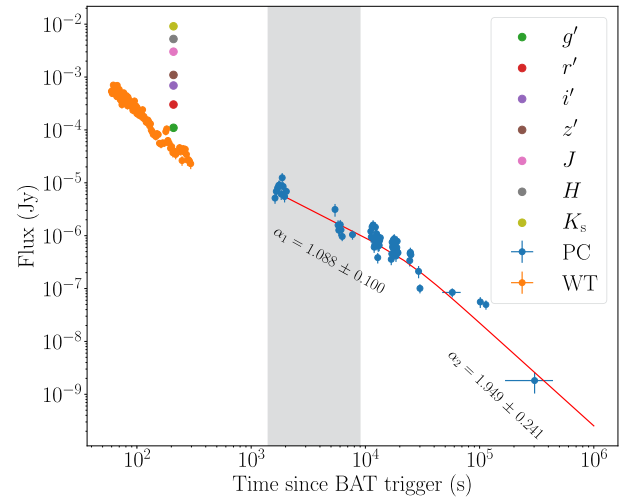 10⁻²
10⁻³
10⁻⁴
10⁻⁵
10⁻⁶
10⁻⁷
10⁻⁸
10⁻⁹
Flux (Jy)
g′
r′
i′
z′
J
H
Kₛ
PC
WT
α₁ = 1.088 ± 0.100
α₂ = 1.949 ± 0.241
10² 10³ 10⁴ 10⁵ 10⁶
Time since BAT trigger (s)